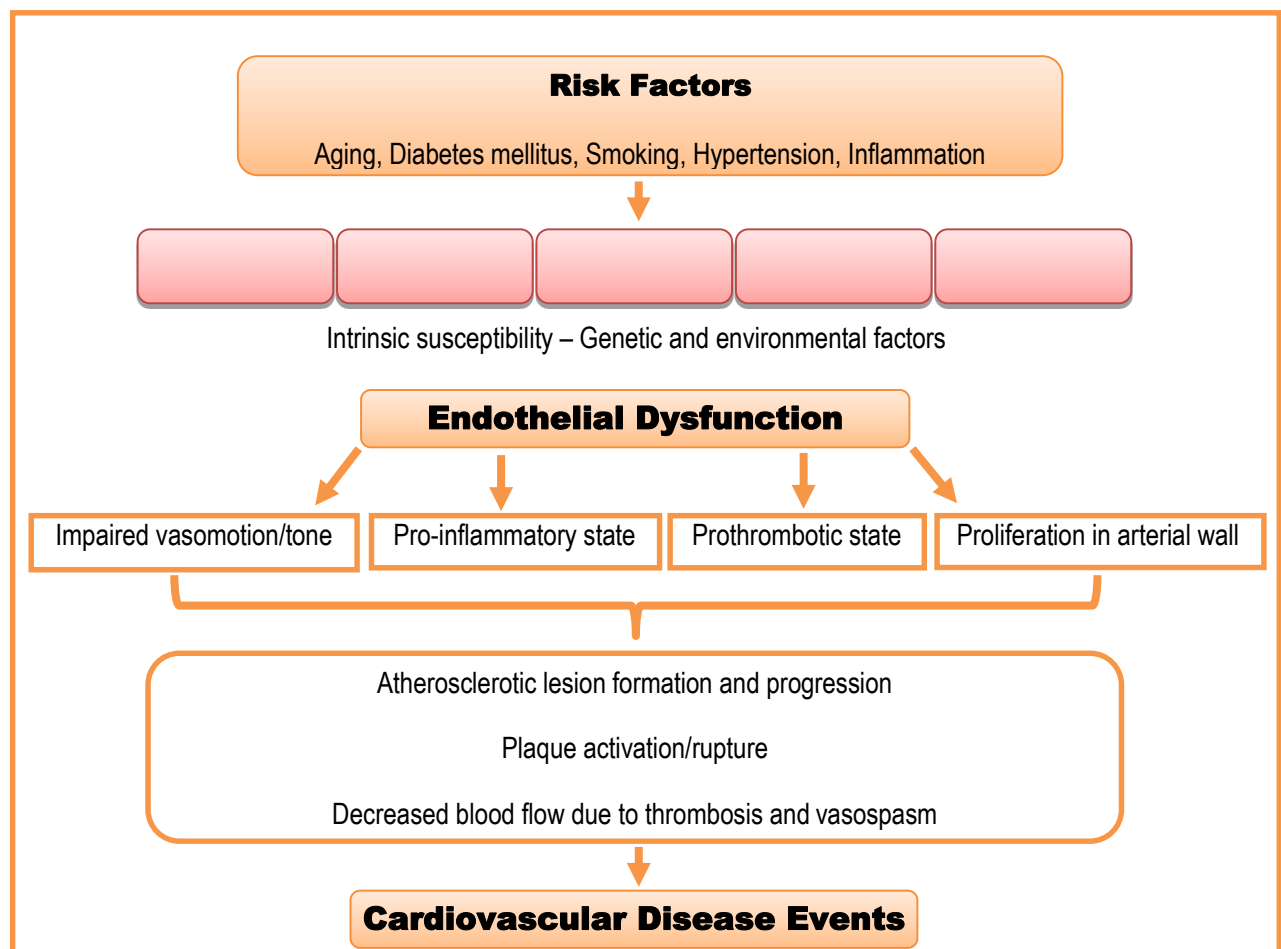 Risk Factors
Aging, Diabetes mellitus, Smoking, Hypertension, Inflammation
Intrinsic susceptibility – Genetic and environmental factors
Endothelial Dysfunction
Impaired vasomotion/tone
Pro-inflammatory state
Prothrombotic state
Proliferation in arterial wall
Atherosclerotic lesion formation and progression
Plaque activation/rupture
Decreased blood flow due to thrombosis and vasospasm
Cardiovascular Disease Events